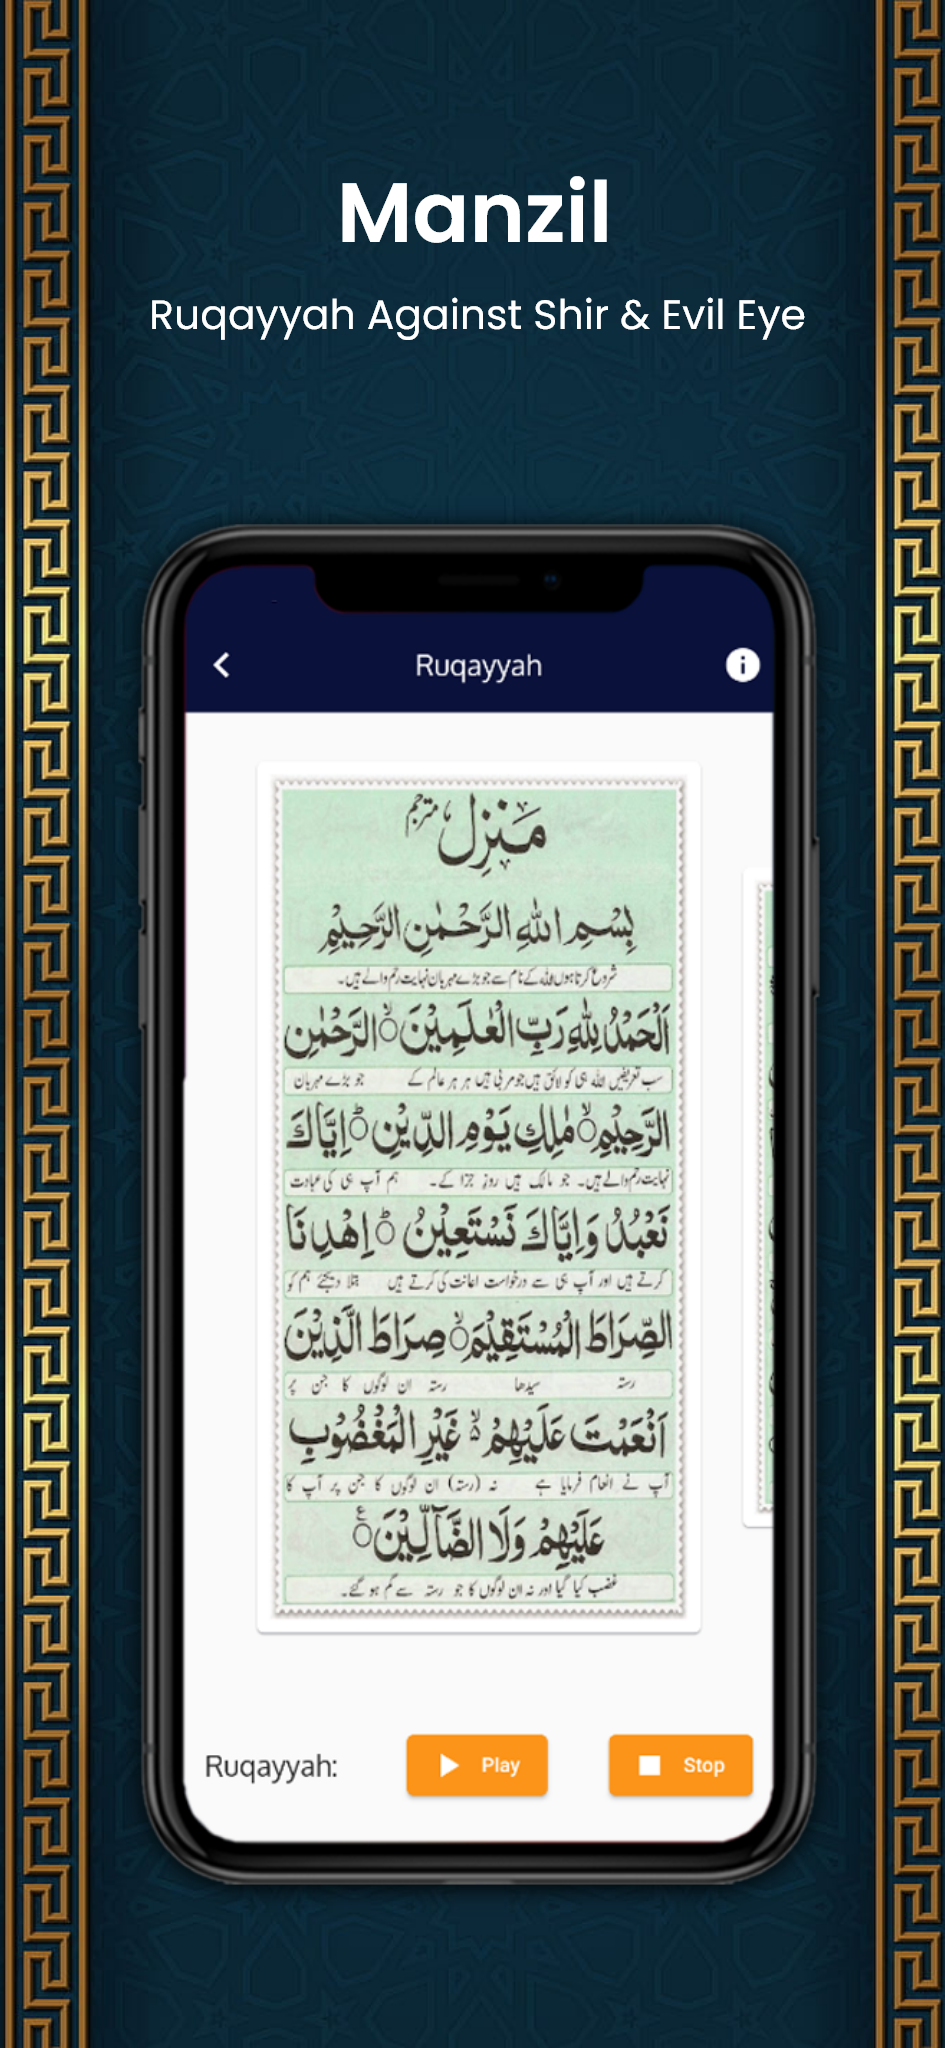 Manzil
Ruqayyah Against Shir & Evil Eye
Ruqayyah
مَنزِل مترجم
بِسْمِ اللهِ الرَّحْمٰنِ الرَّحِيْمِ
شروع کرتا ہوں اللہ کے نام سے جو بڑے مہربان نہایت رحم والے ہیں۔
اَلْحَمْدُ لِلّٰهِ رَبِّ الْعٰلَمِيْنَ ۙ الرَّحْمٰنِ
سب تعریفیں اللہ ہی کو لائق ہیں جو مربی ہیں ہر ہر عالم کے جو بڑے مہربان
الرَّحِيْمِ ۙ مٰلِكِ يَوْمِ الدِّيْنِ ؕ اِيَّاكَ
نہایت رحم والے ہیں۔ جو مالک ہیں روز جزا کے۔ ہم آپ ہی کی عبادت
نَعْبُدُ وَاِيَّاكَ نَسْتَعِيْنُ ؕ اِهْدِنَا
کرتے ہیں اور آپ ہی سے درخواست اعانت کی کرتے ہیں بتلا دیجئے ہم کو
الصِّرَاطَ الْمُسْتَقِيْمَ ۙ صِرَاطَ الَّذِيْنَ
رستہ سیدھا رستہ ان لوگوں کا جن پر
اَنْعَمْتَ عَلَيْهِمْ ۙ غَيْرِ الْمَغْضُوْبِ
آپ نے انعام فرمایا ہے نہ (رستہ) ان لوگوں کا جن پر آپ کا
عَلَيْهِمْ وَلَا الضَّآلِّيْنَ ع
غضب کیا گیا اور نہ ان لوگوں کا جو رستہ سے گم ہو گئے۔
Ruqayyah:
Play
Stop